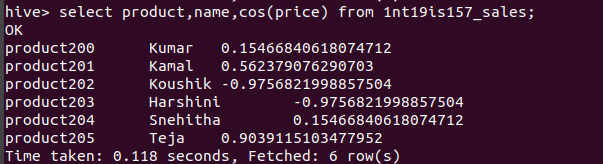 hive> select product,name,cos(price) from 1nt19is157_sales;
OK
product200 Kumar 0.15466840618074712
product201 Kamal 0.562379076290703
product202 Koushik -0.9756821998857504
product203 Harshini -0.9756821998857504
product204 Snehitha 0.15466840618074712
product205 Teja 0.9039115103477952
Time taken: 0.118 seconds, Fetched: 6 row(s)